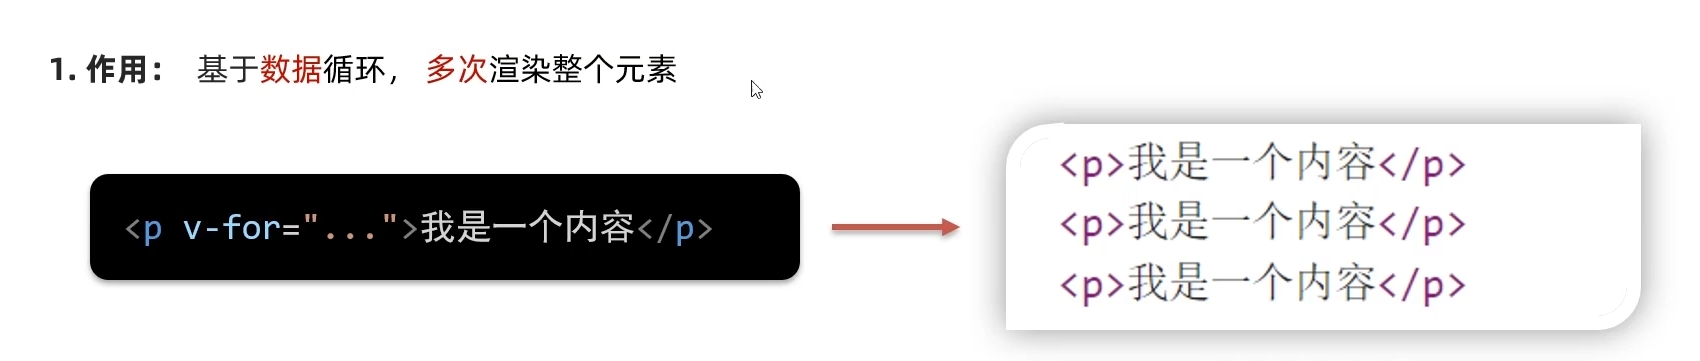 1. 作用： 基于数据循环， 多次渲染整个元素
<p v-for="...">我是一个内容</p>
<p>我是一个内容</p>
<p>我是一个内容</p>
<p>我是一个内容</p>